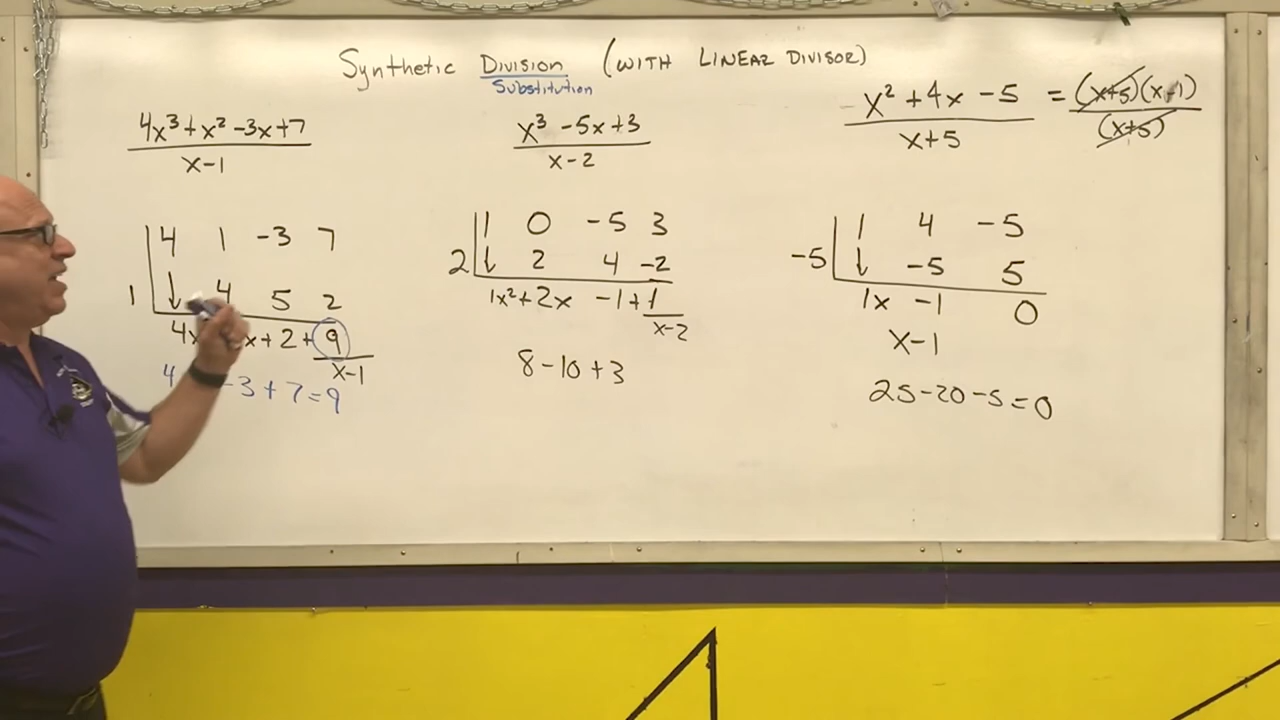 Synthetic Division (WITH LINEAR DIVISOR)
Substitution
4x³+x²-3x+7
x-1
4 1 -3 7
1 ↓ 4 5 2
4x x+2+9
x-1
4 -3+7=9
x³-5x+3
x-2
1 0 -5 3
2 ↓ 2 4 -2
1x²+2x -1+1
x-2
8-10+3
x²+4x-5 = (x+5)(x-1)
x+5 (x+5)
1 4 -5
-5 ↓ -5 5
1x -1 0
x-1
25-20-5=0